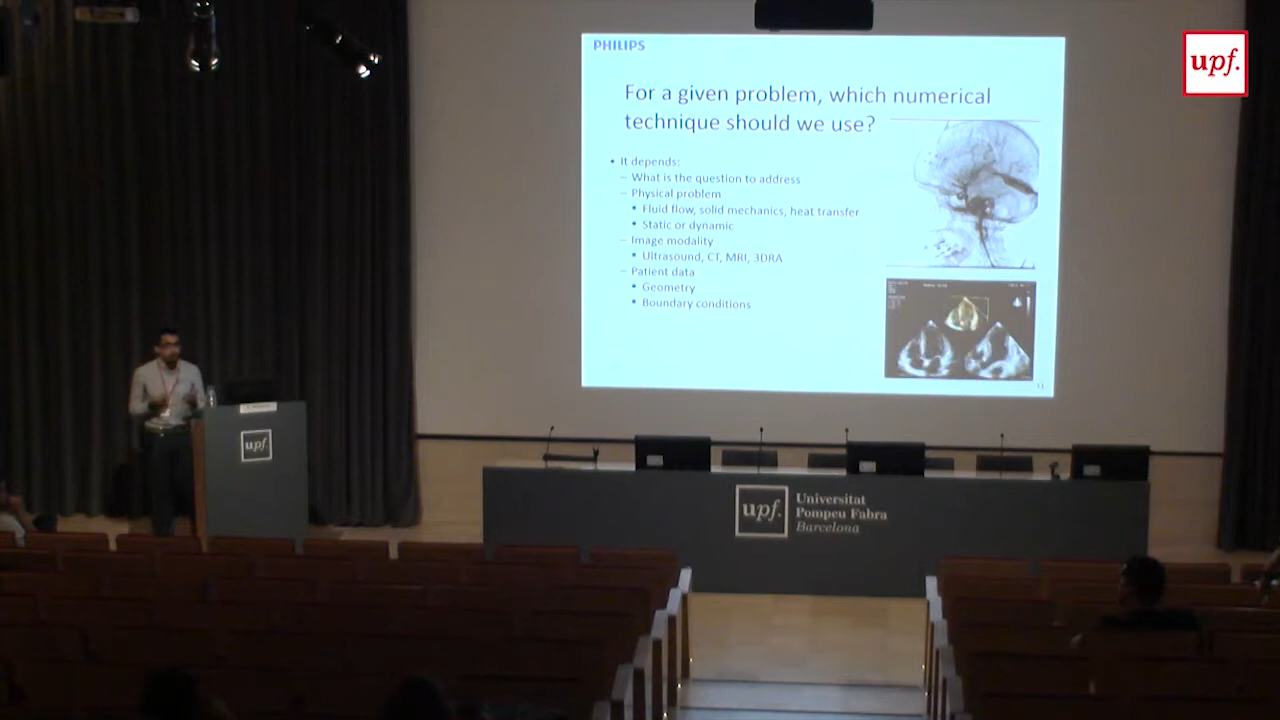 PHILIPS
For a given problem, which numerical
technique should we use?
• It depends:
– What is the question to address
– Physical problem
• Fluid flow, solid mechanics, heat transfer
• Static or dynamic
– Image modality
• Ultrasound, CT, MRI, 3DRA
– Patient data
• Geometry
• Boundary conditions
upf.
upf.
upf.
Universitat
Pompeu Fabra
Barcelona